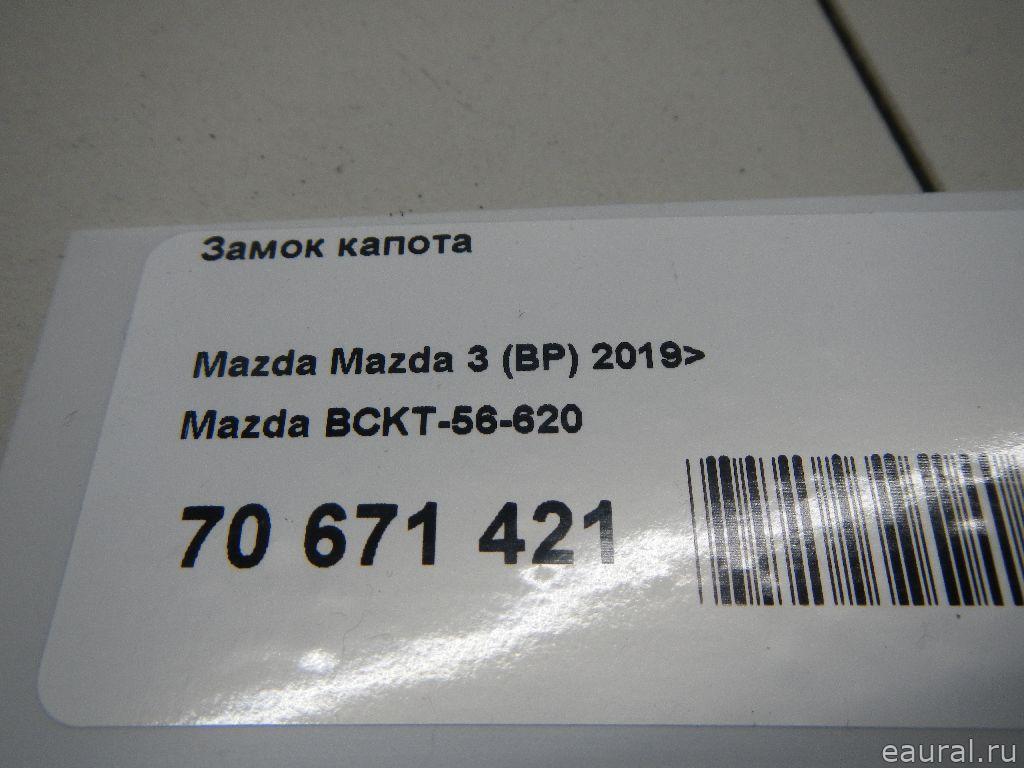 Замок капота
Mazda Mazda 3 (BP) 2019>
Mazda BCKT-56-620
70 671 421
eaural.ru